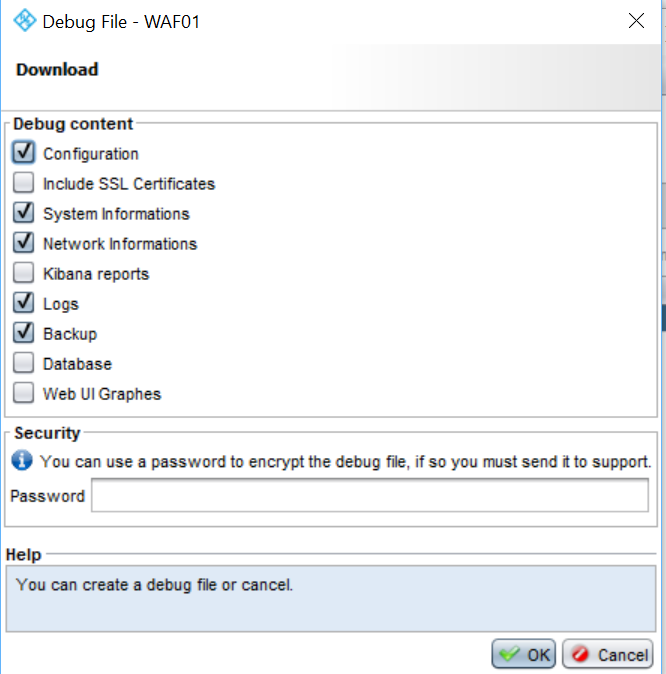 Debug File - WAF01
Download
Debug content
Configuration
Include SSL Certificates
System Informations
Network Informations
Kibana reports
Logs
Backup
Database
Web UI Graphes
Security
You can use a password to encrypt the debug file, if so you must send it to support.
Password
Help
You can create a debug file or cancel.
OK Cancel